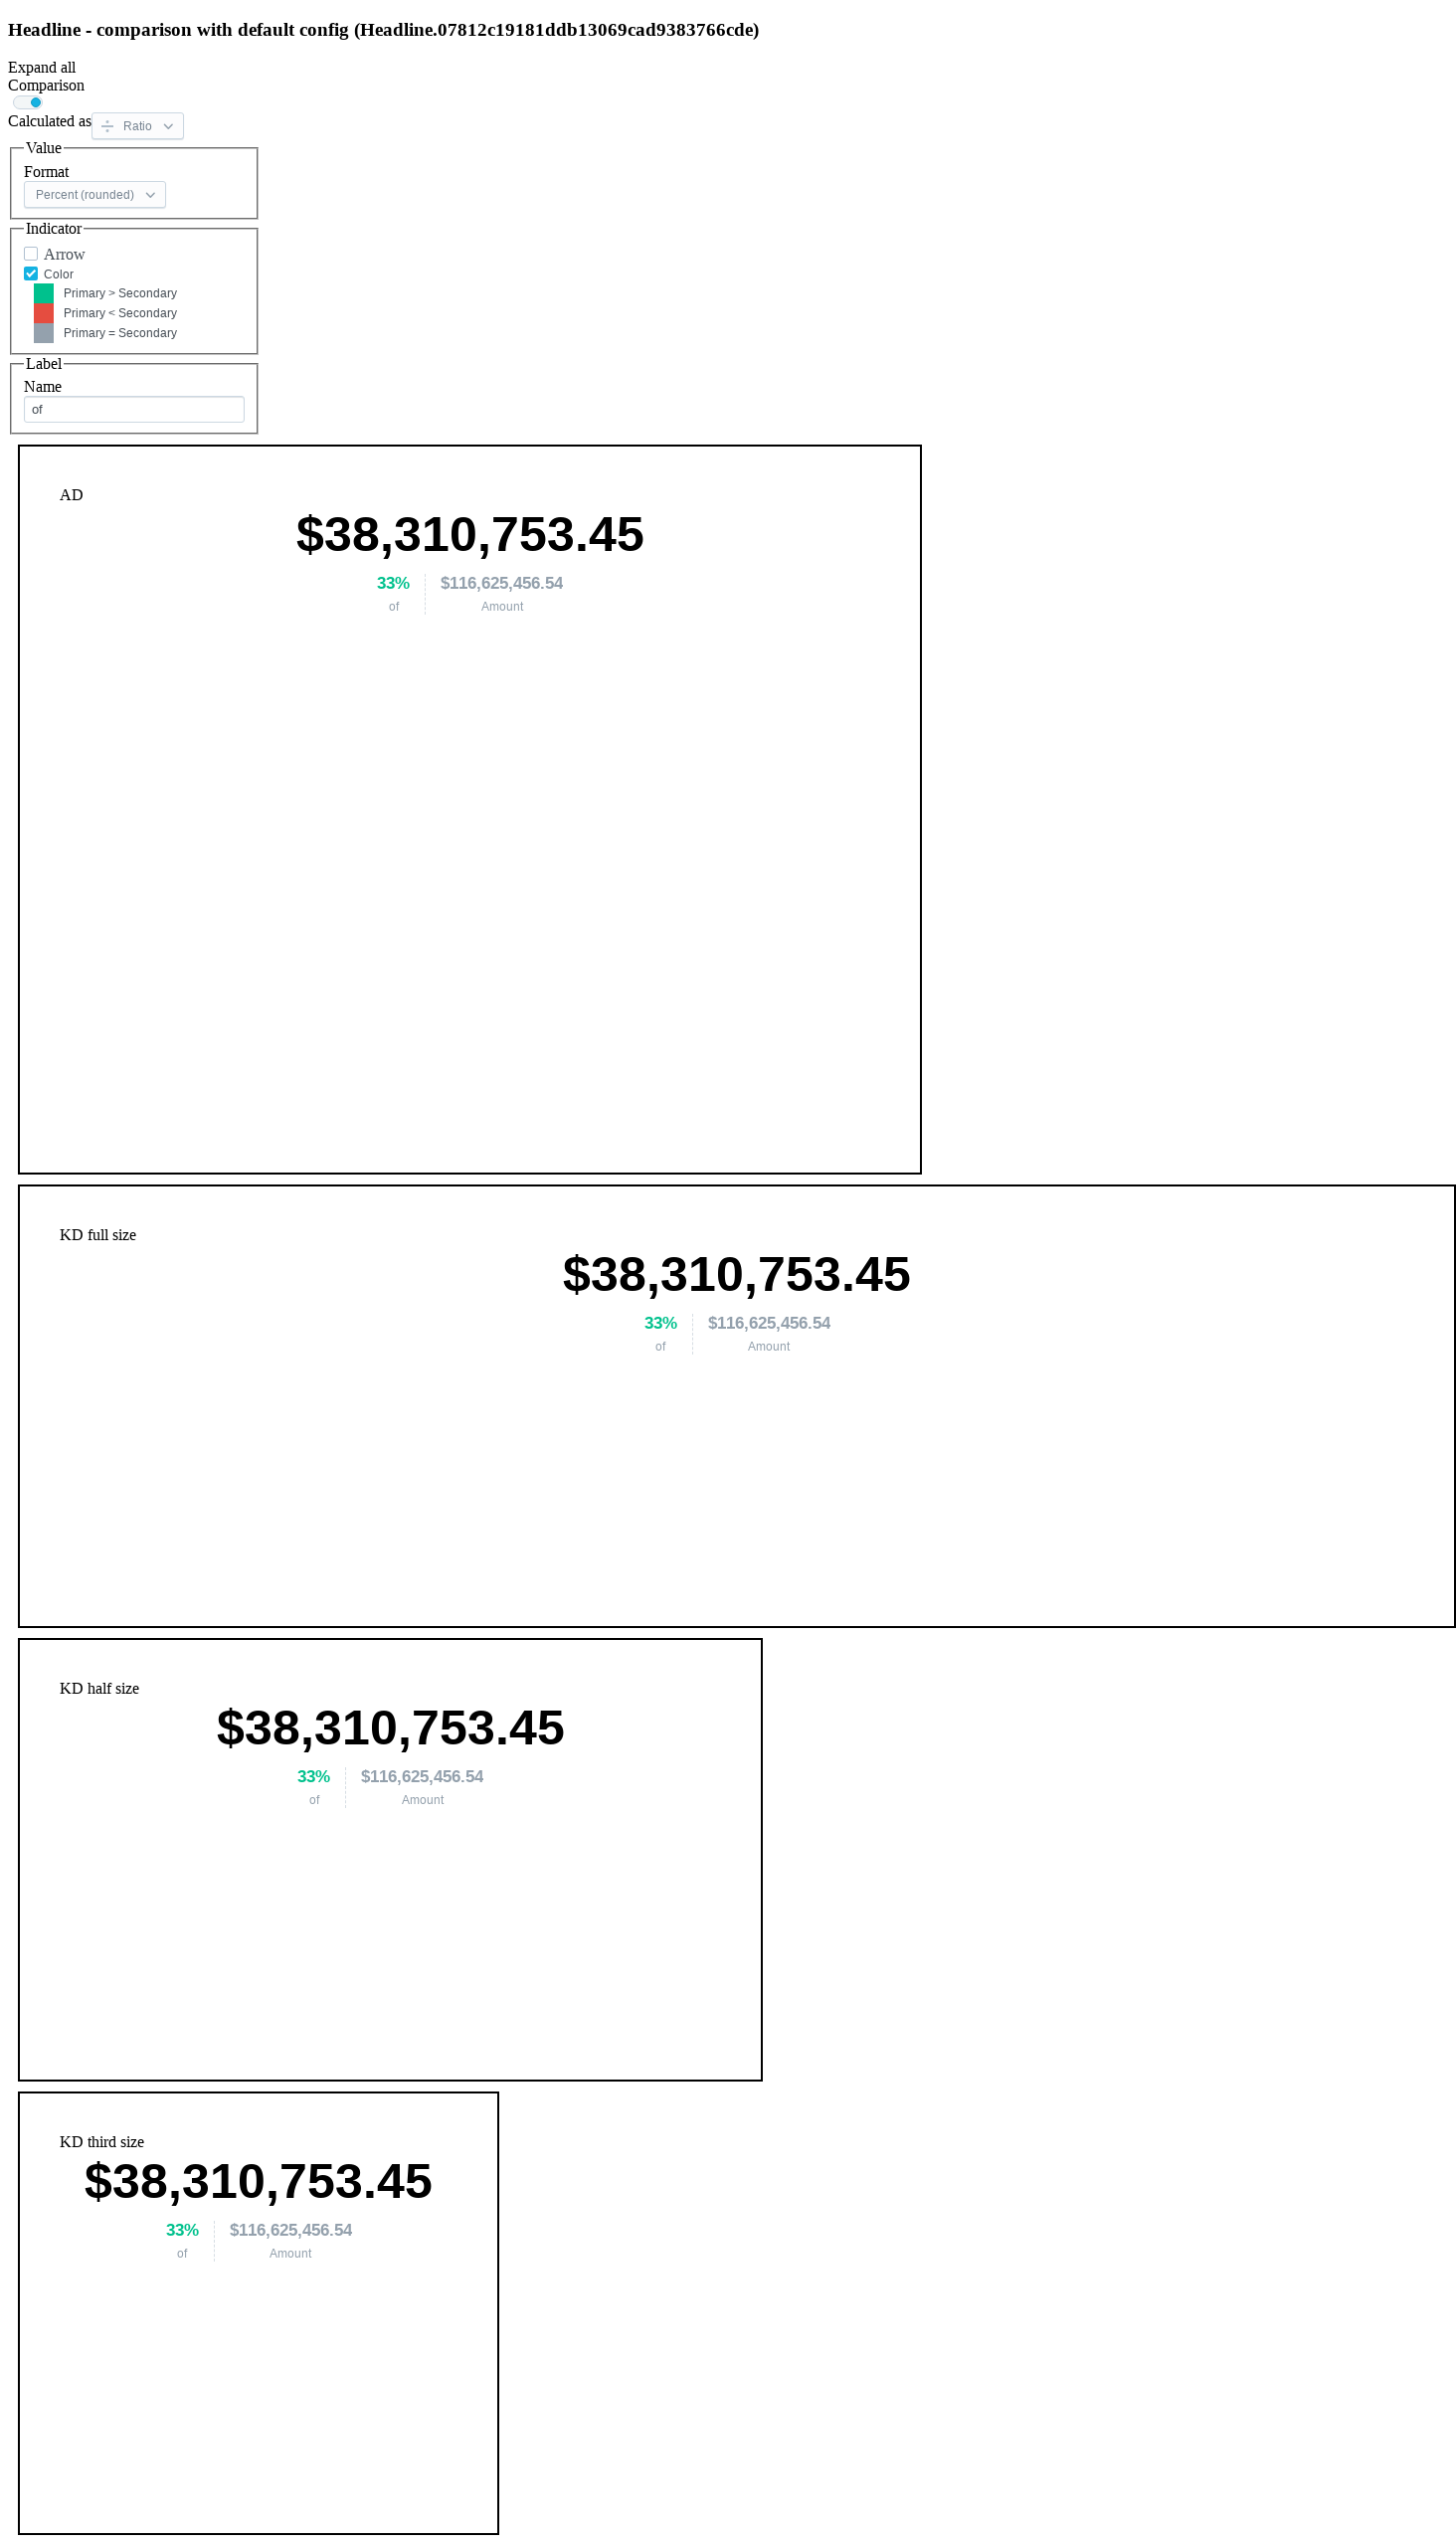 Headline - comparison with default config (Headline.07812c19181ddb13069cad9383766cde)
Expand all
Comparison
Calculated as Ratio
Value
Format
Percent (rounded)
Indicator
Arrow
Color
Primary > Secondary
Primary < Secondary
Primary = Secondary
Label
Name
of
AD
$38,310,753.45
33% $116,625,456.54
of Amount
KD full size
$38,310,753.45
33% $116,625,456.54
of Amount
KD half size
$38,310,753.45
33% $116,625,456.54
of Amount
KD third size
$38,310,753.45
33% $116,625,456.54
of Amount